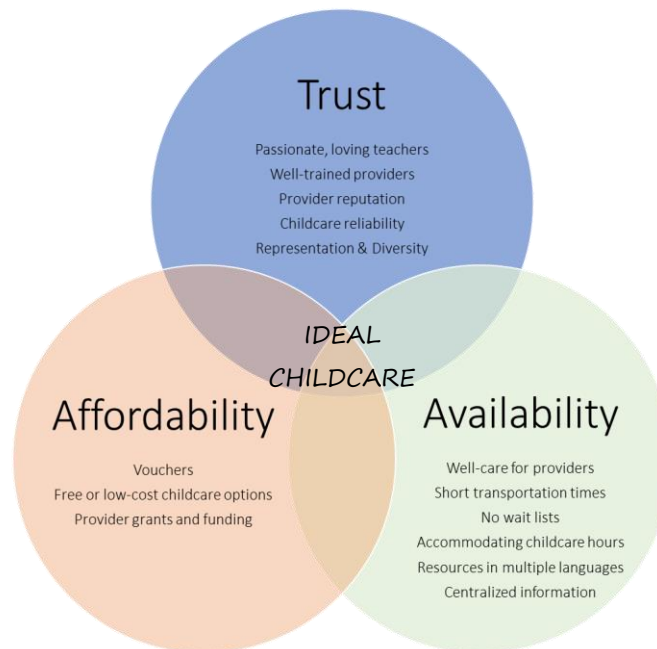 Trust
Passionate, loving teachers
Well-trained providers
Provider reputation
Childcare reliability
Representation & Diversity
IDEAL
CHILDCARE
Affordability
Vouchers
Free or low-cost childcare options
Provider grants and funding
Availability
Well-care for providers
Short transportation times
No wait lists
Accommodating childcare hours
Resources in multiple languages
Centralized information